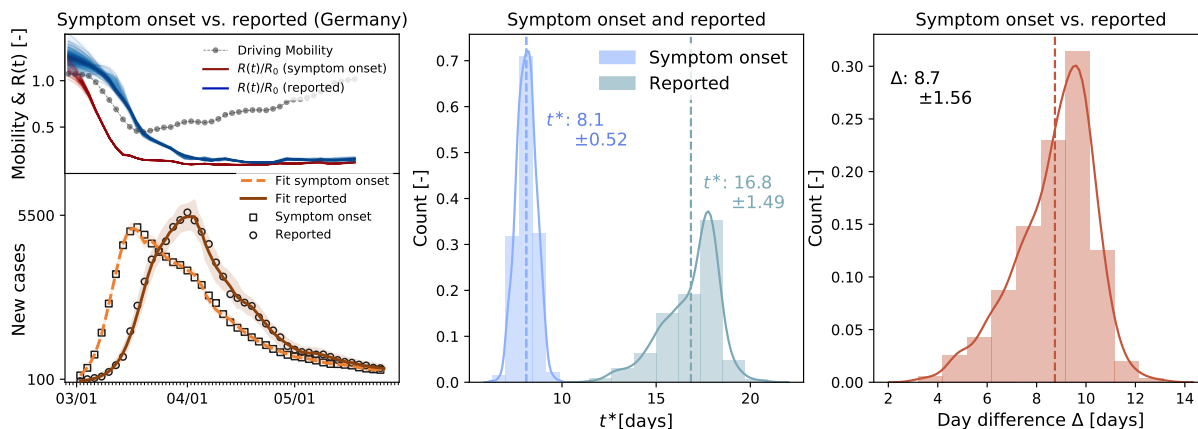 Symptom onset vs. reported (Germany)
Mobility & R(t) [-]
1.0
0.5
Driving Mobility
R(t)/R₀ (symptom onset)
R(t)/R₀ (reported)
New cases
5500
100
Fit symptom onset
Fit reported
Symptom onset
Reported
03/01
04/01
05/01
Symptom onset and reported
Count [-]
0.7
0.6
0.5
0.4
0.3
0.2
0.1
0.0
Symptom onset
Reported
t*: 8.1
±0.52
t*: 16.8
±1.49
10
15
20
t*[days]
Symptom onset vs. reported
Count [-]
0.30
0.25
0.20
0.15
0.10
0.05
0.00
Δ: 8.7
±1.56
2
4
6
8
10
12
14
Day difference Δ [days]